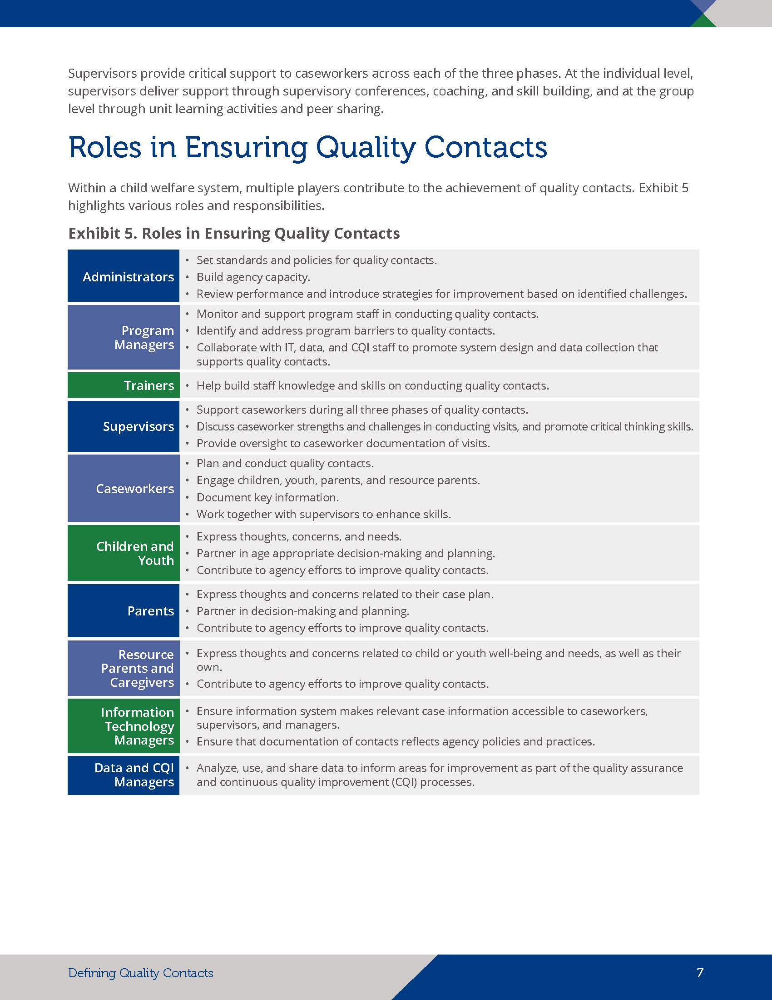 Supervisors provide critical support to caseworkers across each of the three phases. At the individual level,
supervisors deliver support through supervisory conferences, coaching, and skill building, and at the group
level through unit learning activities and peer sharing.
Roles in Ensuring Quality Contacts
Within a child welfare system, multiple players contribute to the achievement of quality contacts. Exhibit 5
highlights various roles and responsibilities.
Exhibit 5. Roles in Ensuring Quality Contacts
Administrators
• Set standards and policies for quality contacts.
• Build agency capacity.
• Review performance and introduce strategies for improvement based on identified challenges.
Program
Managers
• Monitor and support program staff in conducting quality contacts.
• Identify and address program barriers to quality contacts.
• Collaborate with IT, data, and CQI staff to promote system design and data collection that
supports quality contacts.
Trainers
• Help build staff knowledge and skills on conducting quality contacts.
Supervisors
• Support caseworkers during all three phases of quality contacts.
• Discuss caseworker strengths and challenges in conducting visits, and promote critical thinking skills.
• Provide oversight to caseworker documentation of visits.
Caseworkers
• Plan and conduct quality contacts.
• Engage children, youth, parents, and resource parents.
• Document key information.
• Work together with supervisors to enhance skills.
Children and
Youth
• Express thoughts, concerns, and needs.
• Partner in age appropriate decision-making and planning.
• Contribute to agency efforts to improve quality contacts.
Parents
• Express thoughts and concerns related to their case plan.
• Partner in decision-making and planning.
• Contribute to agency efforts to improve quality contacts.
Resource
Parents and
Caregivers
• Express thoughts and concerns related to child or youth well-being and needs, as well as their
own.
• Contribute to agency efforts to improve quality contacts.
Information
Technology
Managers
• Ensure information system makes relevant case information accessible to caseworkers,
supervisors, and managers.
• Ensure that documentation of contacts reflects agency policies and practices.
Data and CQI
Managers
• Analyze, use, and share data to inform areas for improvement as part of the quality assurance
and continuous quality improvement (CQI) processes.
Defining Quality Contacts
7